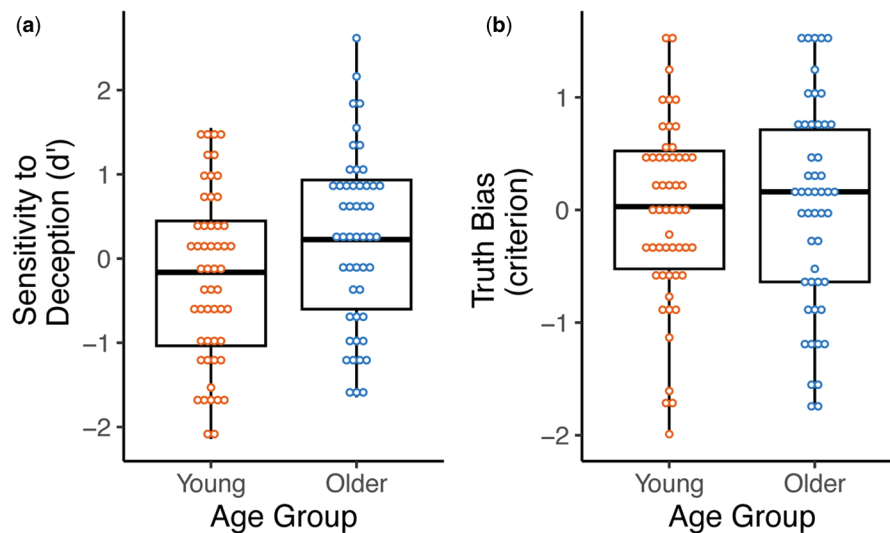 (a)
Sensitivity to
Deception (d')
2
1
0
−1
−2
Young
Older
Age Group
(b)
Truth Bias
(criterion)
1
0
−1
−2
Young
Older
Age Group